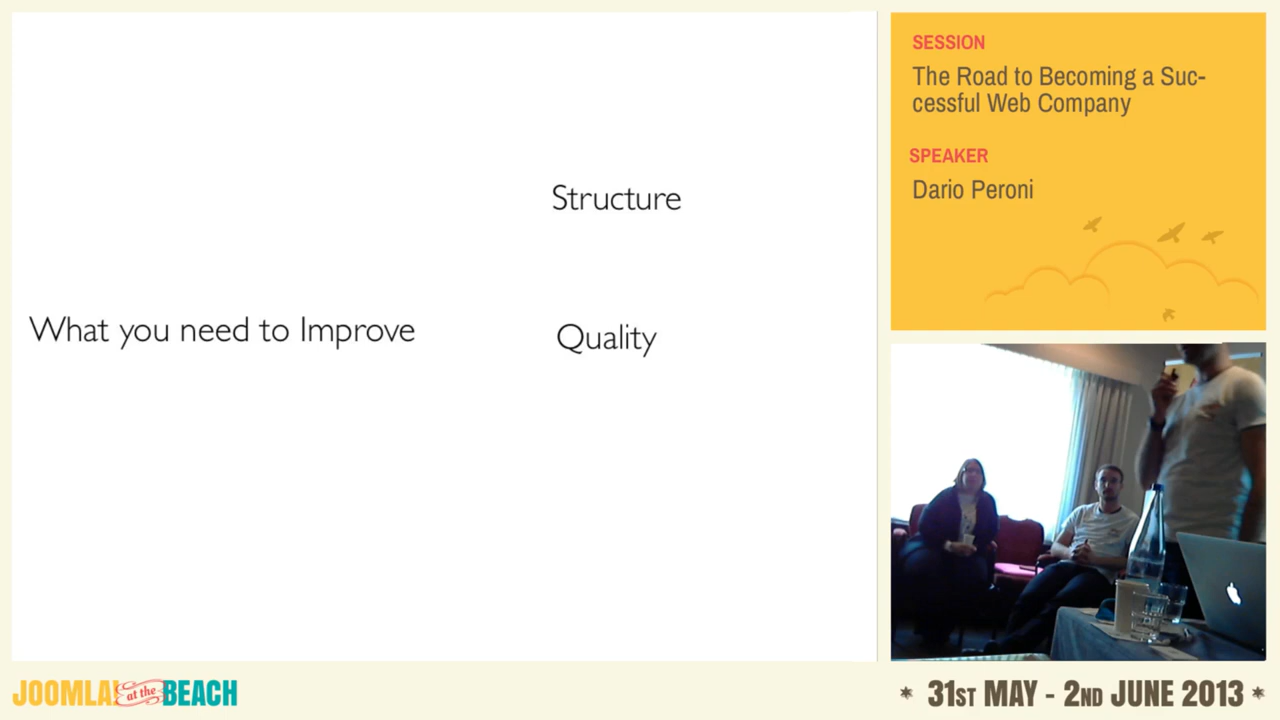 Structure
What you need to Improve
Quality
SESSION
The Road to Becoming a Suc-
cessful Web Company
SPEAKER
Dario Peroni
JOOMLA! at the BEACH
* 31ST MAY - 2ND JUNE 2013 *